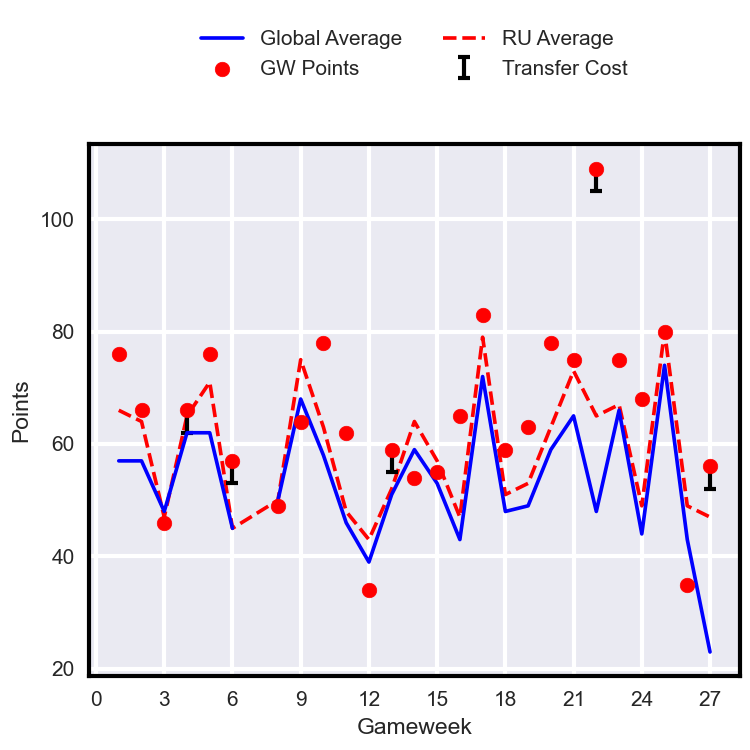 Global Average RU Average
GW Points Transfer Cost
Points
100
80
60
40
20
0 3 6 9 12 15 18 21 24 27
Gameweek